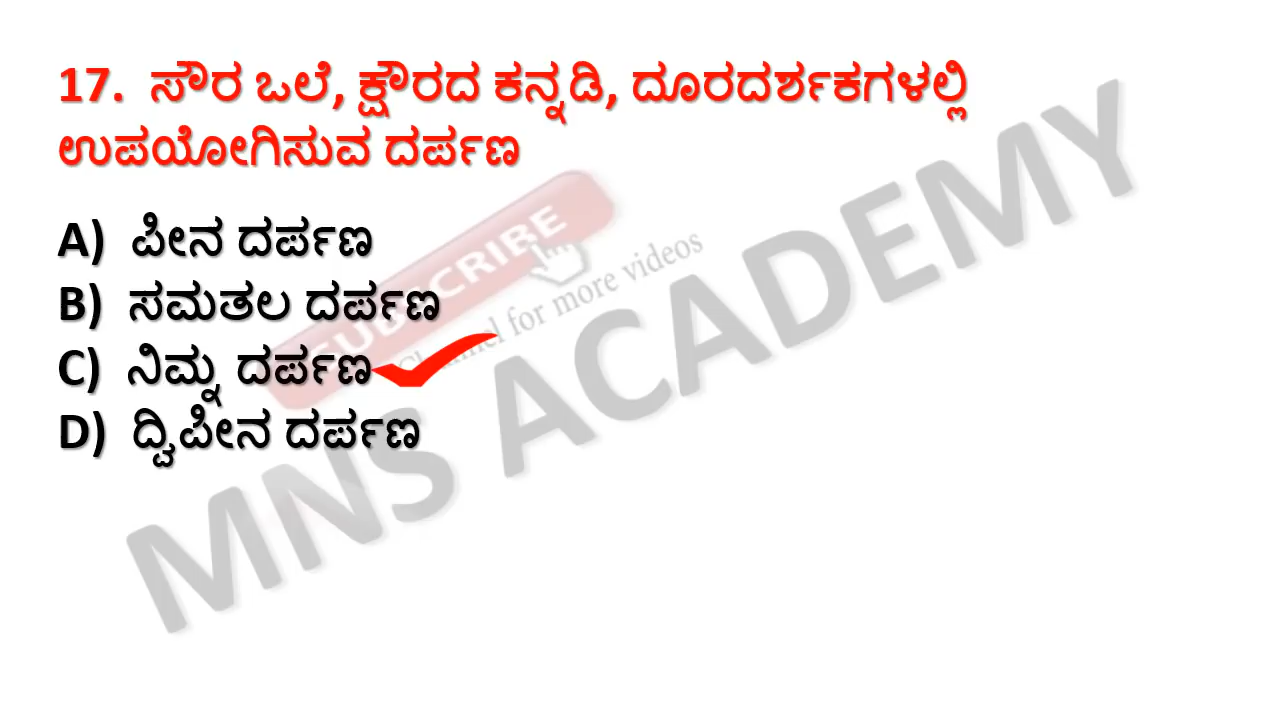 17. ಸೌರ ಒಲೆ, ಕ್ಷೌರದ ಕನ್ನಡಿ, ದೂರದರ್ಶಕಗಳಲ್ಲಿ
ಉಪಯೋಗಿಸುವ ದರ್ಪಣ
A) ಪೀನ ದರ್ಪಣ
B) ಸಮತಲ ದರ್ಪಣ
C) ನಿಮ್ನ ದರ್ಪಣ
D) ದ್ವಿಪೀನ ದರ್ಪಣ
SUBSCRIBE
Channel for more videos
MNS ACADEMY